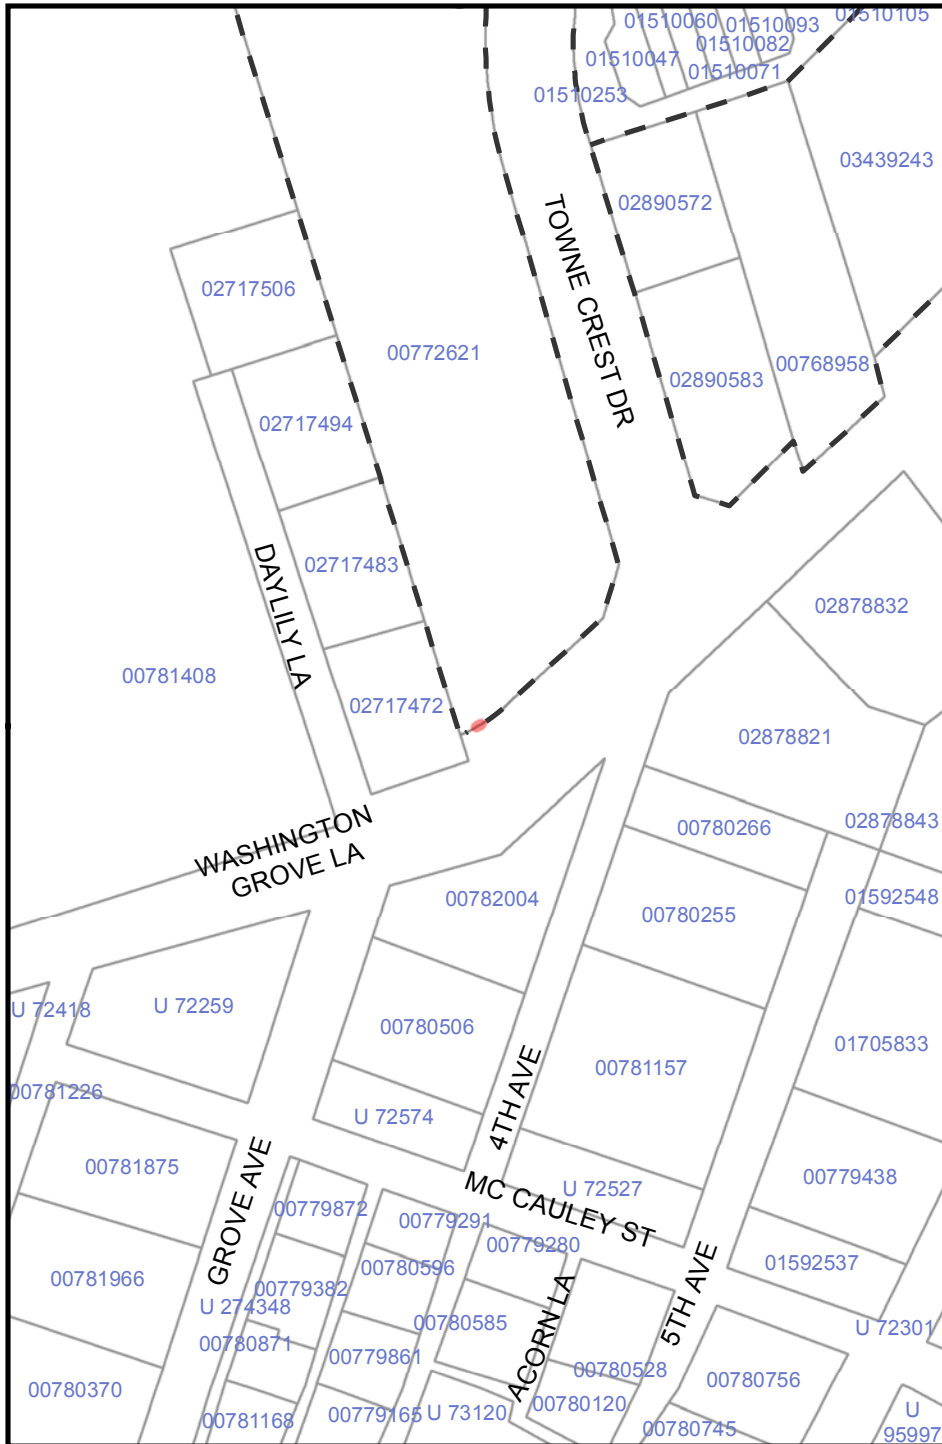 01510060
01510093
01510105
01510082
01510047
01510071
01510253
03439243
02890572
TOWNE CREST DR
02717506
00772621
00768958
02890583
02717494
02717483
DAYLILY LA
02878832
00781408
02717472
02878821
WASHINGTON
GROVE LA
00780266
02878843
00782004
01592548
00780255
U 72418
U 72259
00780506
01705833
00781157
00781226
U 72574
4TH AVE
00781875
00779438
U 72527
GROVE AVE
MC CAULEY ST
00779872
00779291
00779280
01592537
00781966
00780596
5TH AVE
00779382
U 274348
ACORN LA
00780585
U 72301
00780871
00779861
00780528
00780756
00780370
00780120
U 73120
00779165
00781168
00780745
U
95997